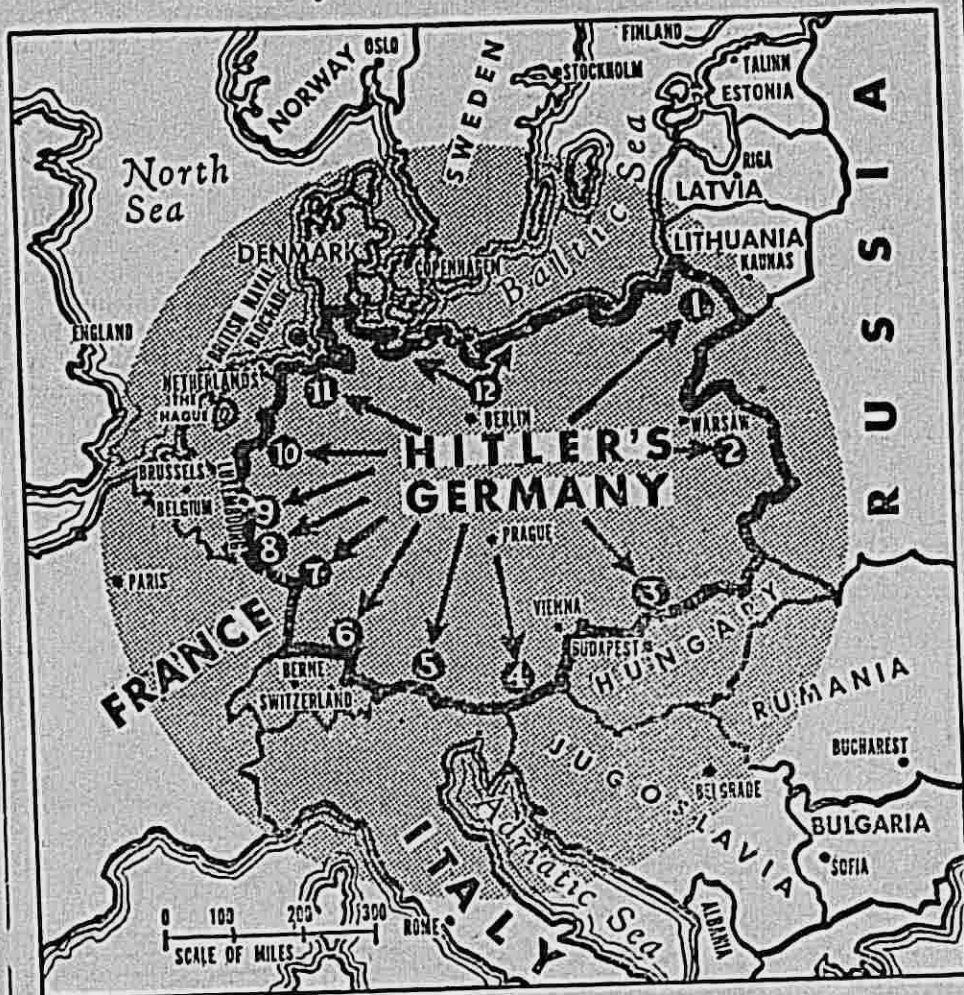 FINLAND
OSLO
NORWAY
SWEDEN
STOCKHOLM
TALINN
ESTONIA
RUSSIA
North
Sea
Baltic Sea
RIGA
LATVIA
LITHUANIA
KAUNAS
DENMARK
COPENHAGEN
BRITISH NAVAL
BLOCKADE
ENGLAND
NETHERLANDS
THE
HAGUE
BRUSSELS
BELGIUM
LUXEMBOURG
1
11
12
BERLIN
WARSAW
2
10
HITLER'S
GERMANY
9
8
7
PRAGUE
PARIS
3
FRANCE
6
VIENNA
BUDAPEST
HUNGARY
5
4
BERNE
SWITZERLAND
RUMANIA
BUCHAREST
JUGOSLAVIA
BELGRADE
BULGARIA
SOFIA
ITALY
Adriatic Sea
ALBANIA
ROME
0 100 200 300
SCALE OF MILES